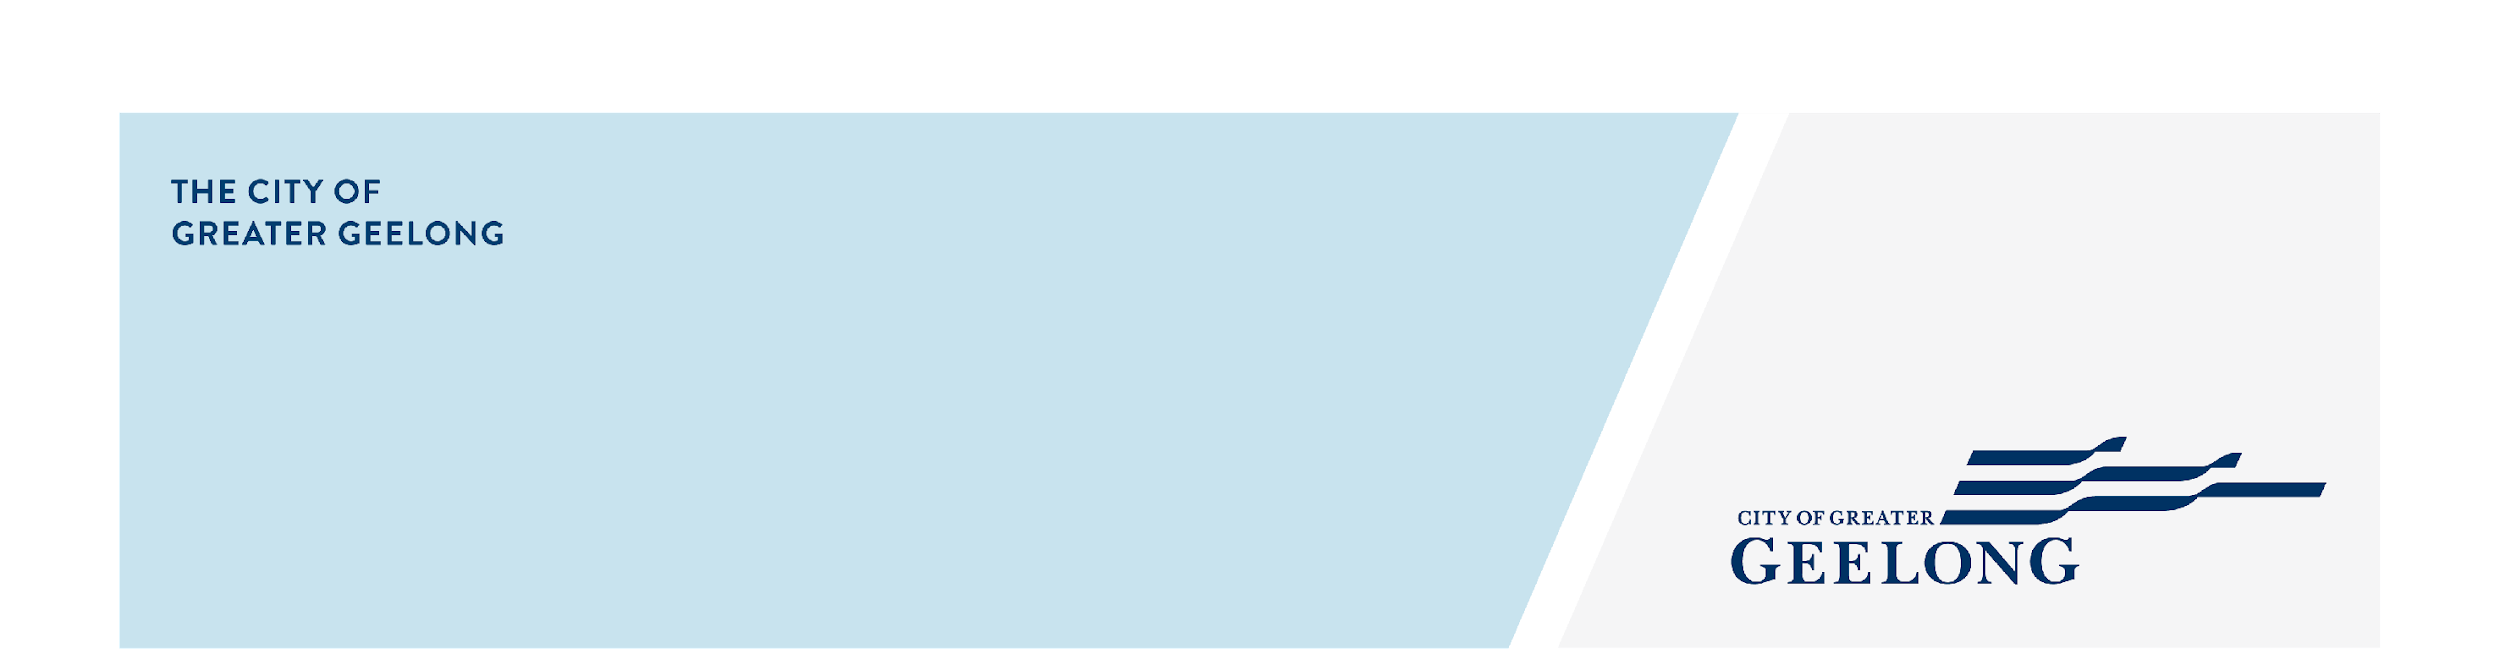 THE CITY OF
GREATER GEELONG
CITY OF GREATER
GEELONG